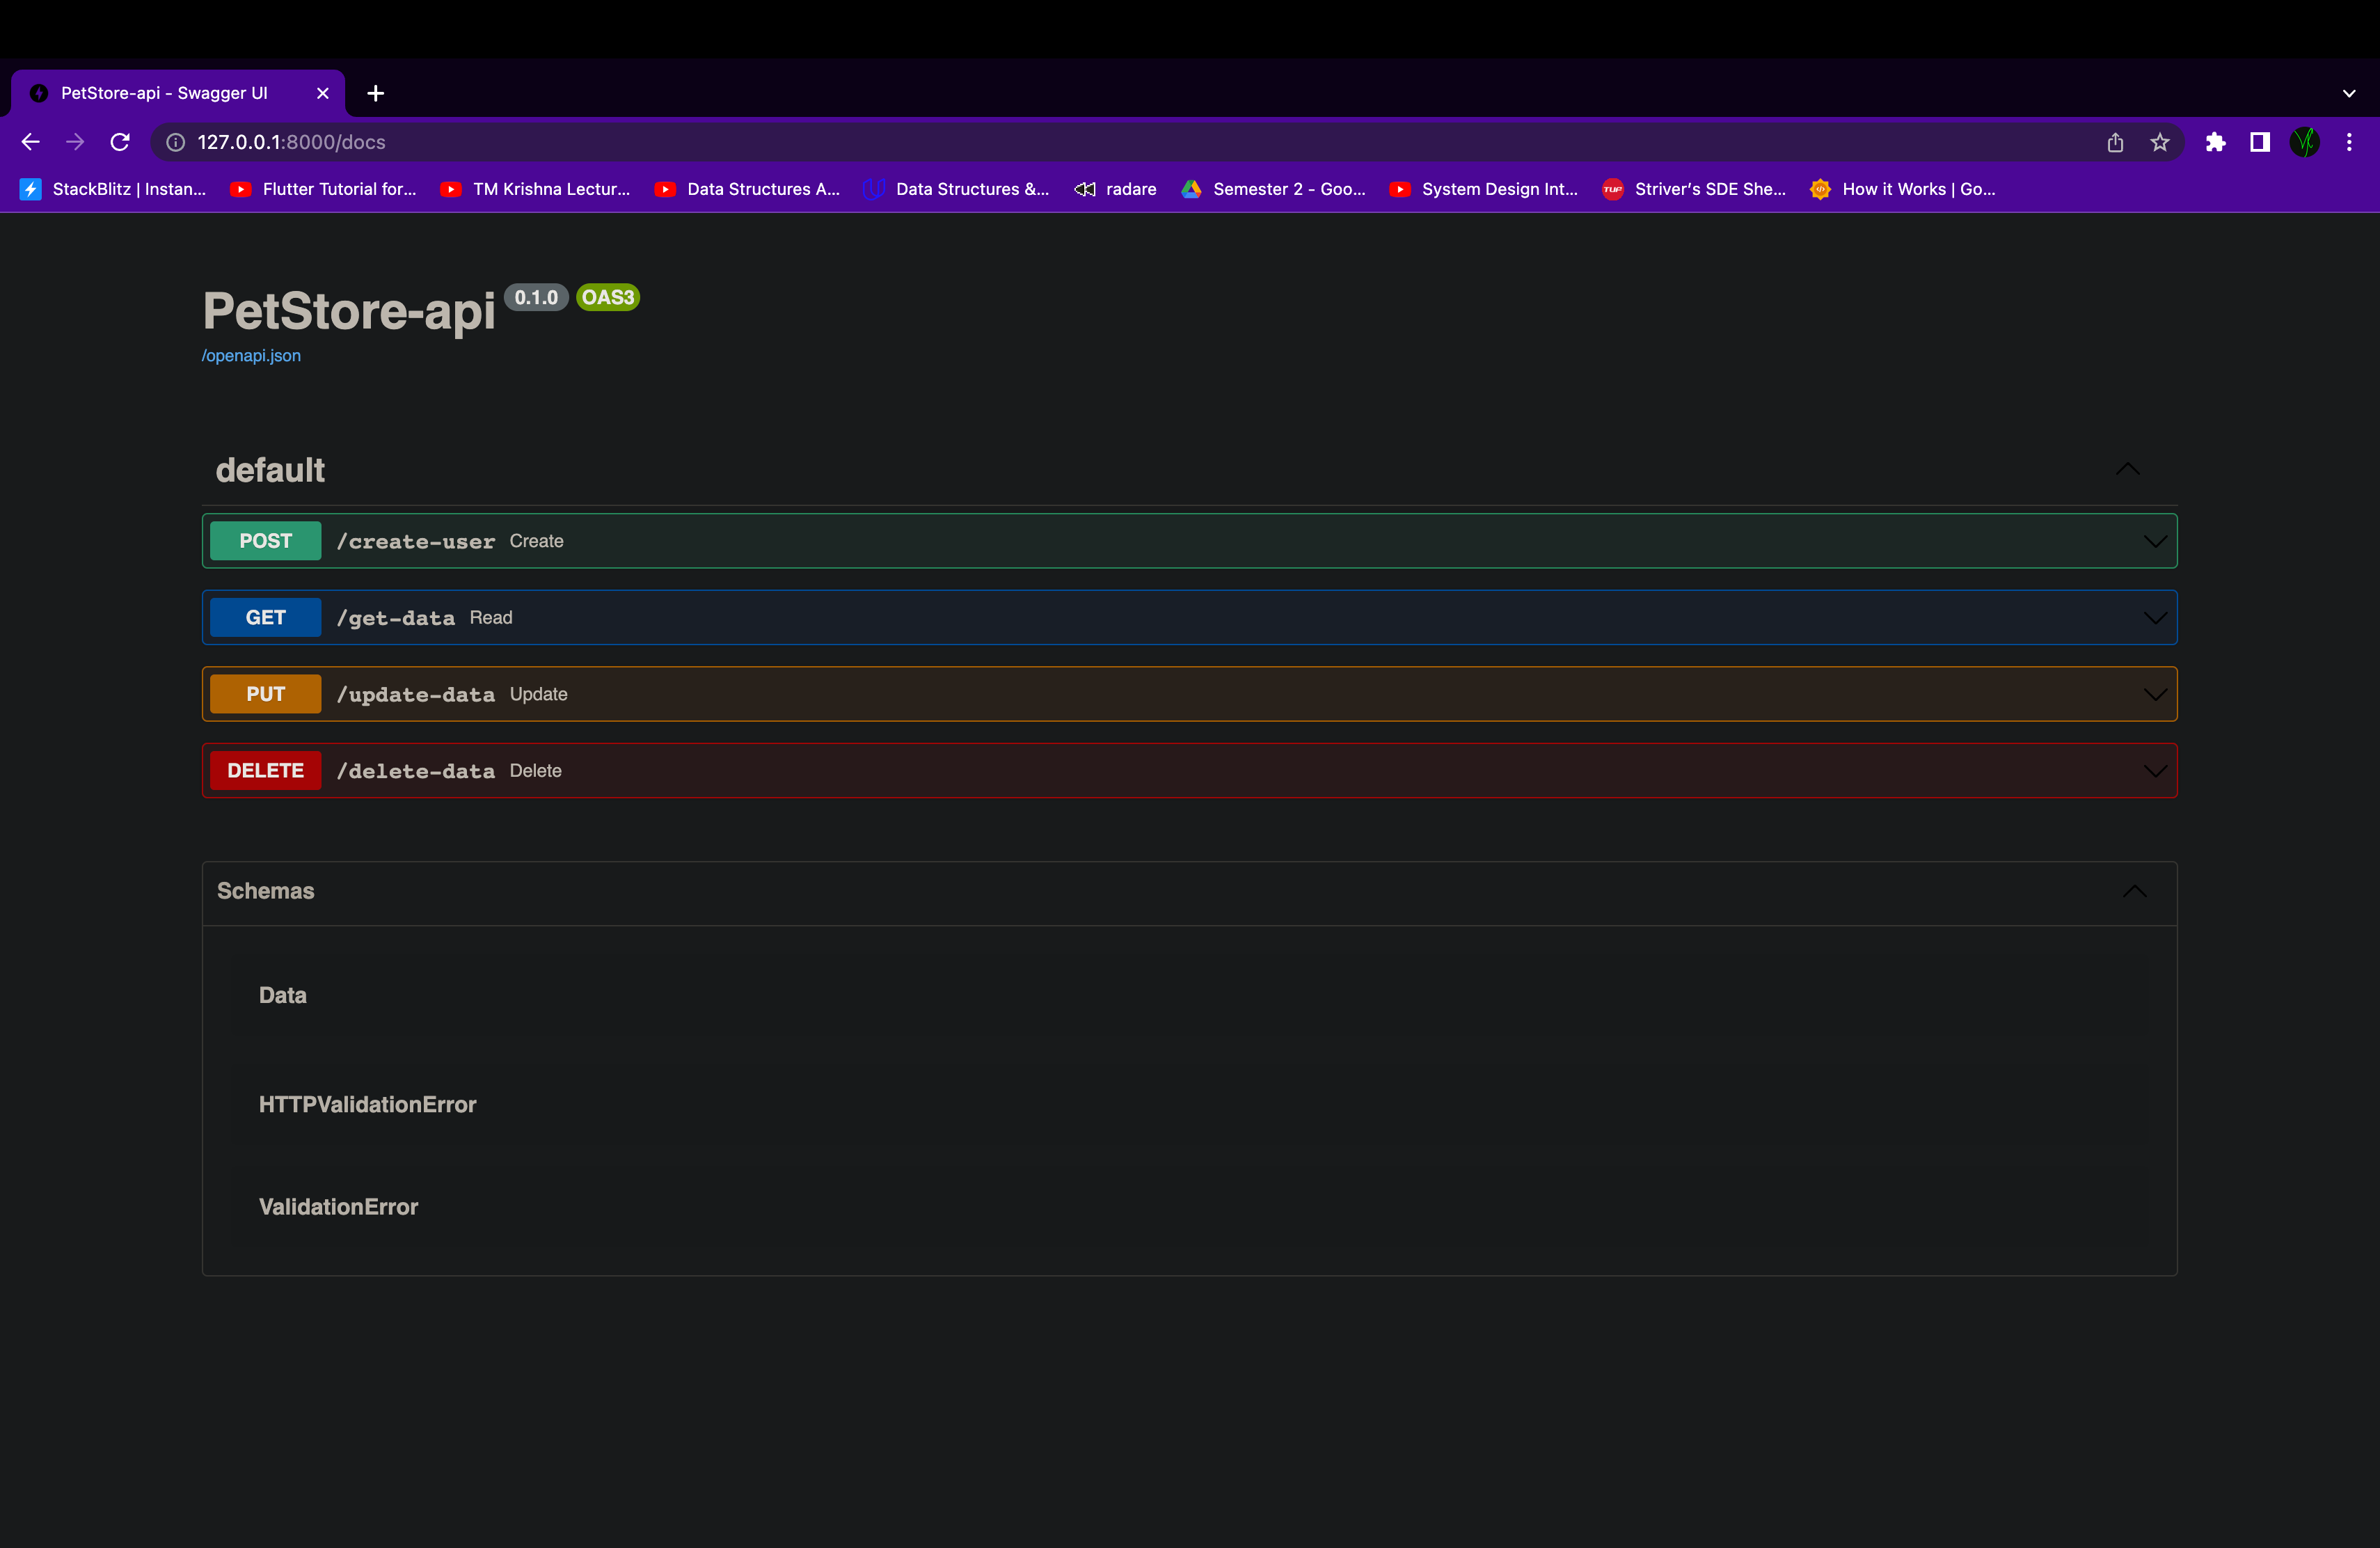 PetStore-api - Swagger UI
127.0.0.1:8000/docs
StackBlitz | Instan... Flutter Tutorial for... TM Krishna Lectur... Data Structures A... Data Structures &... radare Semester 2 - Goo... System Design Int... TUF Striver's SDE She... How it Works | Go...
PetStore-api 0.1.0 OAS3
/openapi.json
default
POST /create-user Create
GET /get-data Read
PUT /update-data Update
DELETE /delete-data Delete
Schemas
Data
HTTPValidationError
ValidationError